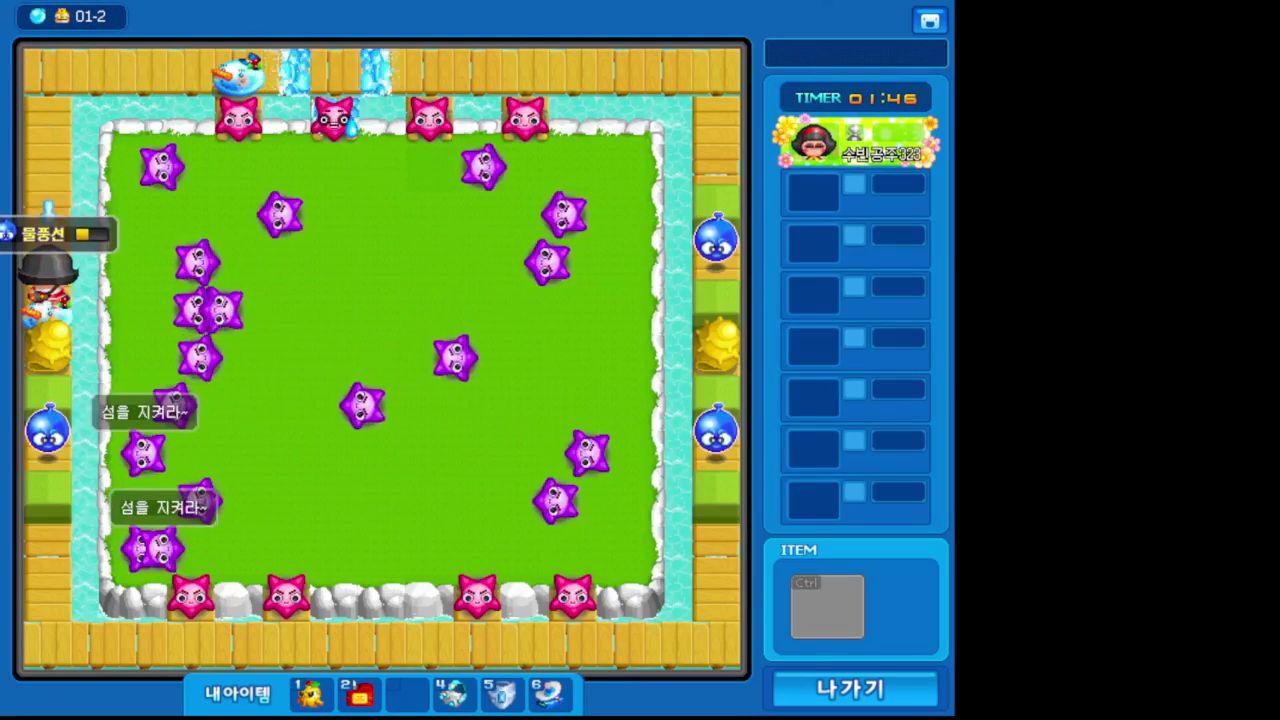 01-2
TIMER 01:46
수빈공주323
물풍선
섬을 지켜라~
섬을 지켜라~
ITEM
Ctrl
내아이템 1 2 4 5 6
나가기